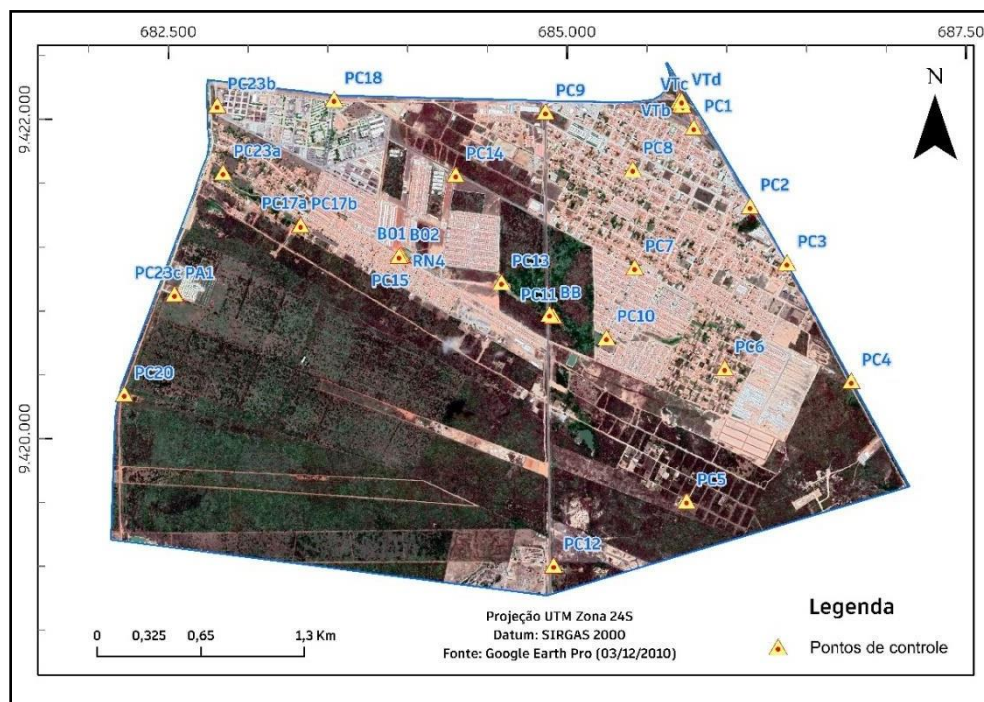 682.500
685.000
687.50
N
9.422.000
9.420.000
PC23b
PC18
PC9
VTc
VTd
VTb
PC1
PC23a
PC14
PC8
PC2
PC17a PC17b
B01
B02
RN4
PC15
PC7
PC3
PC13
PC11
BB
PC23c PA1
PC10
PC6
PC4
PC20
PC5
PC12
0
0,325
0,65
1,3 Km
Projeção UTM Zona 24S
Datum: SIRGAS 2000
Fonte: Google Earth Pro (03/12/2010)
Legenda
Pontos de controle